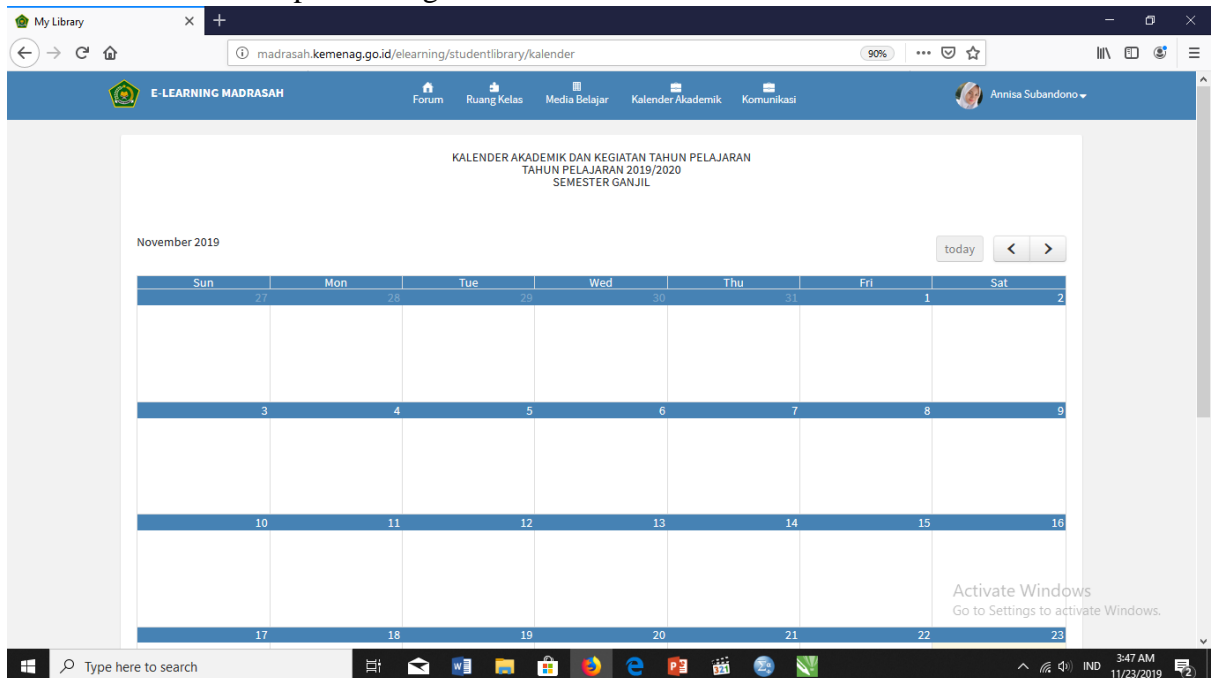 My Library
madrasah.kemenag.go.id/elearning/studentlibrary/kalender
90%
E-LEARNING MADRASAH
Forum Ruang Kelas Media Belajar Kalender Akademik Komunikasi
Annisa Subandono
KALENDER AKADEMIK DAN KEGIATAN TAHUN PELAJARAN
TAHUN PELAJARAN 2019/2020
SEMESTER GANJIL
November 2019
today
Sun Mon Tue Wed Thu Fri Sat
27 28 29 30 31 1 2
3 4 5 6 7 8 9
10 11 12 13 14 15 16
Activate Windows
Go to Settings to activate Windows.
17 18 19 20 21 22 23
Type here to search
321
IND
3:47 AM
11/23/2019
2